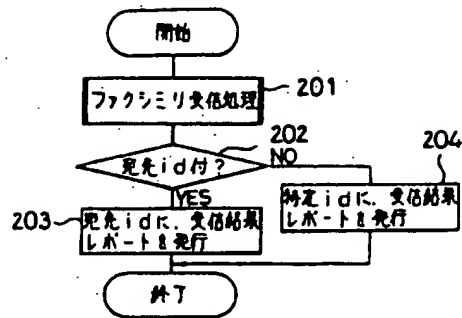 開始
ファクシミリ受信処理
201
202
宛先id付?
NO
204
YES
203
宛先idに、受信結果
レポートを発行
特定idに、受信結果
レポートを発行
終了